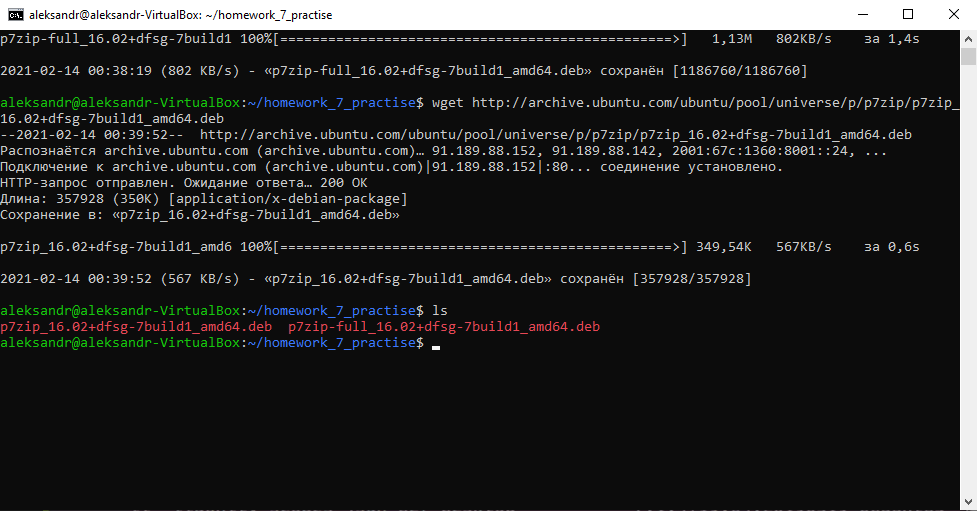 aleksandr@aleksandr-VirtualBox: ~/homework_7_practise
p7zip-full_16.02+dfsg-7build1 100%[=================================================>]   1,13M   802KB/s    за 1,4s
2021-02-14 00:38:19 (802 KB/s) - «p7zip-full_16.02+dfsg-7build1_amd64.deb» сохранён [1186760/1186760]
aleksandr@aleksandr-VirtualBox:~/homework_7_practise$ wget http://archive.ubuntu.com/ubuntu/pool/universe/p/p7zip/p7zip_
16.02+dfsg-7build1_amd64.deb
--2021-02-14 00:39:52--  http://archive.ubuntu.com/ubuntu/pool/universe/p/p7zip/p7zip_16.02+dfsg-7build1_amd64.deb
Распознаётся archive.ubuntu.com (archive.ubuntu.com)… 91.189.88.152, 91.189.88.142, 2001:67c:1360:8001::24, ...
Подключение к archive.ubuntu.com (archive.ubuntu.com)|91.189.88.152|:80... соединение установлено.
HTTP-запрос отправлен. Ожидание ответа… 200 OK
Длина: 357928 (350K) [application/x-debian-package]
Сохранение в: «p7zip_16.02+dfsg-7build1_amd64.deb»
p7zip_16.02+dfsg-7build1_amd6 100%[=================================================>] 349,54K   567KB/s    за 0,6s
2021-02-14 00:39:52 (567 KB/s) - «p7zip_16.02+dfsg-7build1_amd64.deb» сохранён [357928/357928]
aleksandr@aleksandr-VirtualBox:~/homework_7_practise$ ls
p7zip_16.02+dfsg-7build1_amd64.deb  p7zip-full_16.02+dfsg-7build1_amd64.deb
aleksandr@aleksandr-VirtualBox:~/homework_7_practise$